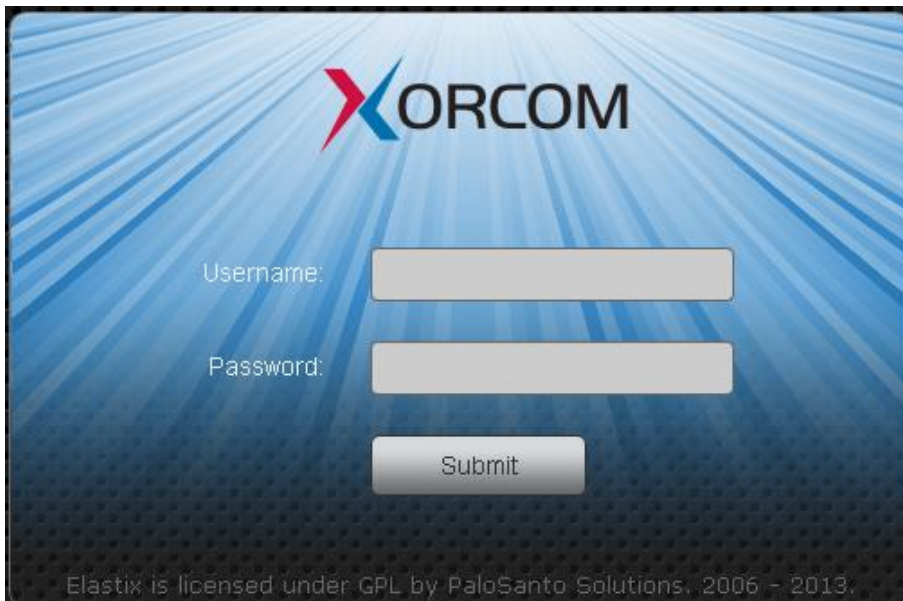 XORCOM
Username:
Password:
Submit
Elastix is licensed under GPL by PaloSanto Solutions. 2006 - 2013.